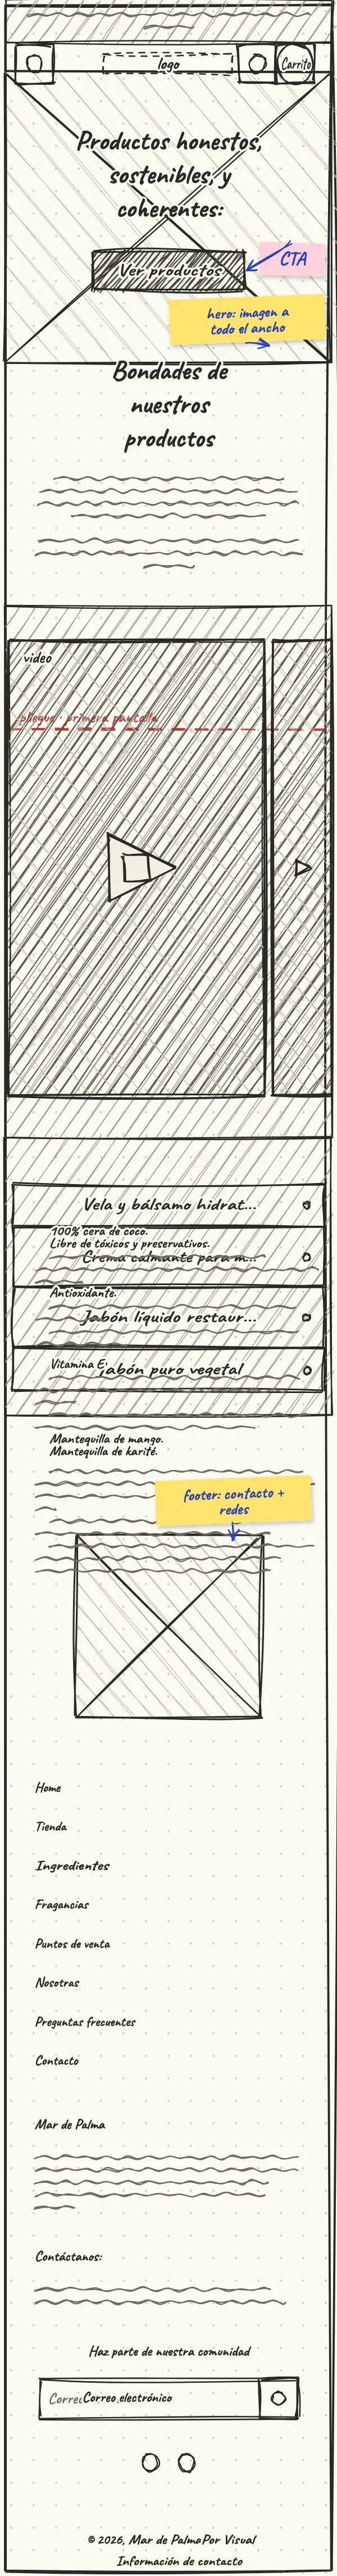 logo
Carrito
Productos honestos,
sostenibles, y
coherentes:
Ver productos
CTA
hero: imagen a
todo el ancho
Bondades de
nuestros
productos
video
pliegue · primera pantalla
Vela y bálsamo hidrat...
100% cera de coco.
Libre de tóxicos y preservativos.
Crema calmante para m...
Antioxidante.
Jabón líquido restaur...
Vitamina E.
Jabón puro vegetal
Mantequilla de mango.
Mantequilla de karité.
footer: contacto +
redes
Home
Tienda
Ingredientes
Fragancias
Puntos de venta
Nosotras
Preguntas frecuentes
Contacto
Mar de Palma
Contáctanos:
Haz parte de nuestra comunidad
Correo electrónico
© 2026, Mar de Palma Por Visual
Información de contacto